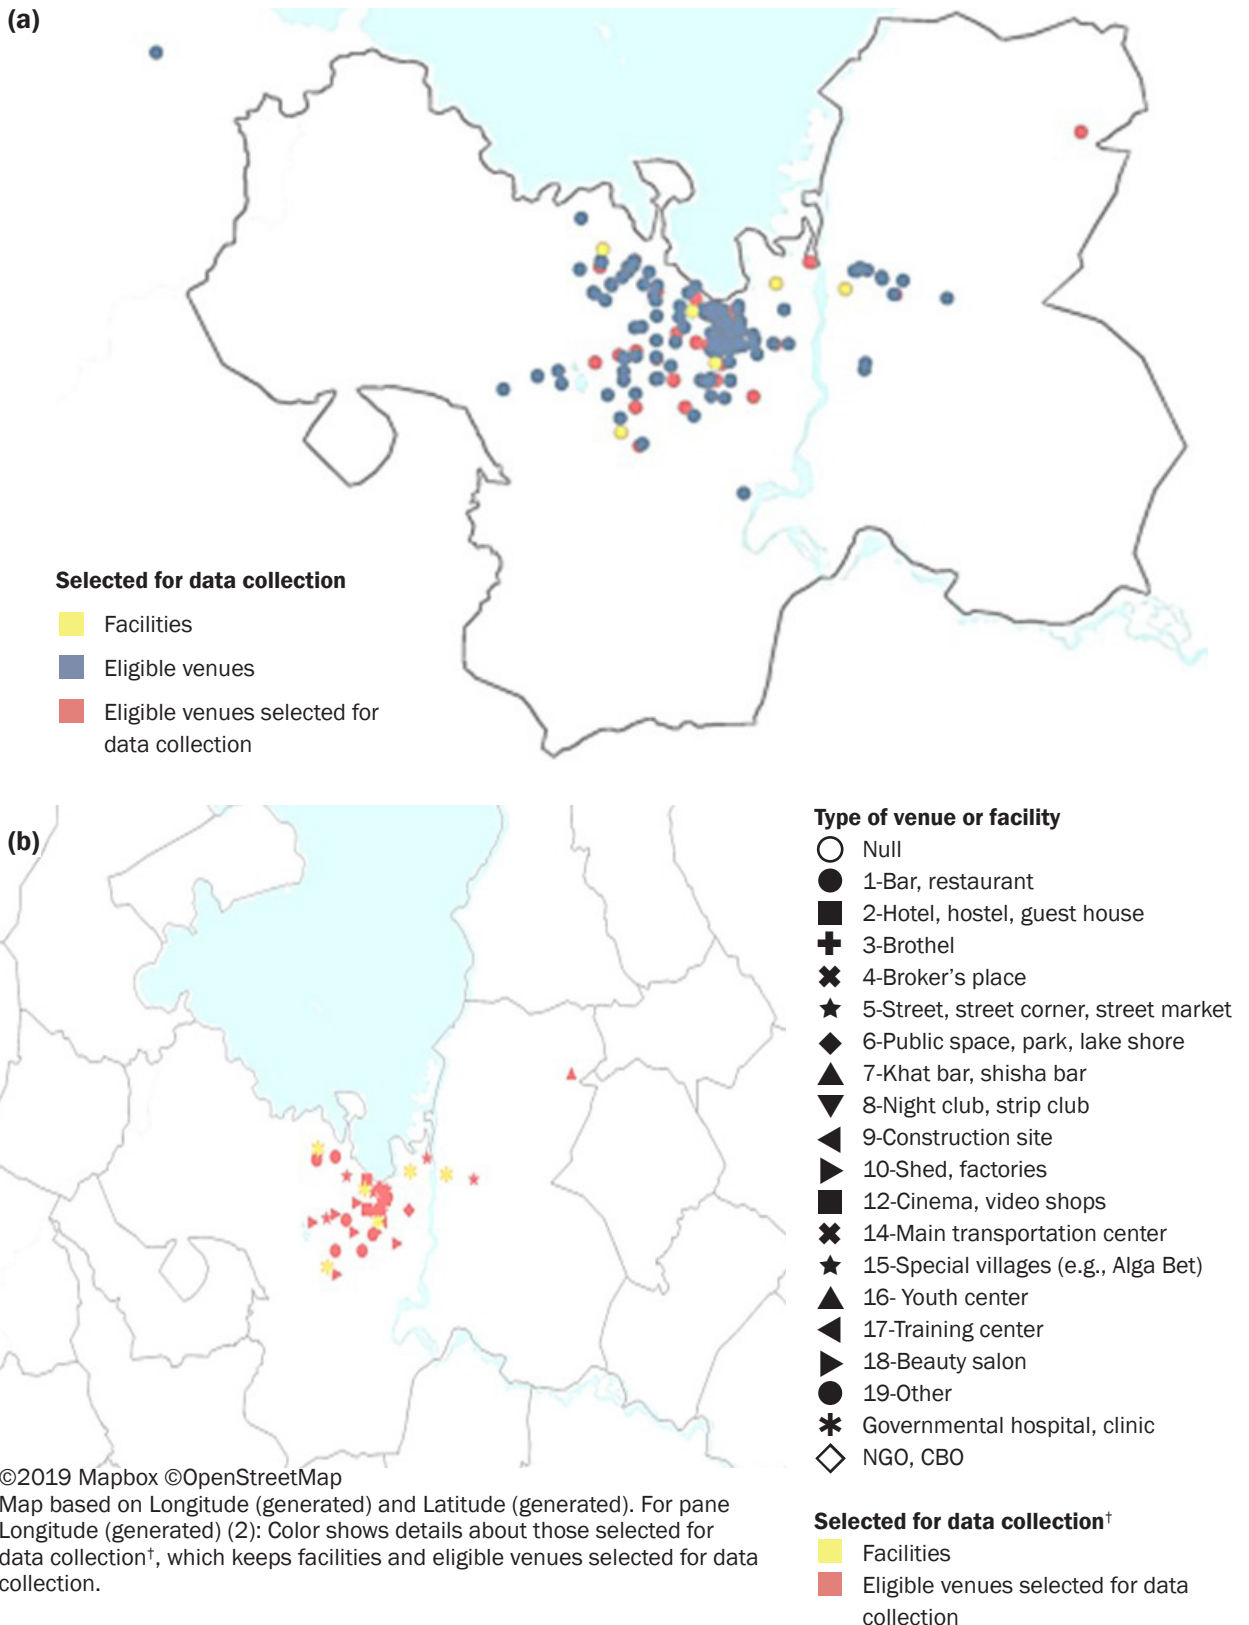 (a)
Selected for data collection
Facilities
Eligible venues
Eligible venues selected for
data collection
(b)
Type of venue or facility
Null
1-Bar, restaurant
2-Hotel, hostel, guest house
3-Brothel
4-Broker's place
5-Street, street corner, street market
6-Public space, park, lake shore
7-Khat bar, shisha bar
8-Night club, strip club
9-Construction site
10-Shed, factories
12-Cinema, video shops
14-Main transportation center
15-Special villages (e.g., Alga Bet)
16- Youth center
17-Training center
18-Beauty salon
19-Other
Governmental hospital, clinic
NGO, CBO
Selected for data collection†
Facilities
Eligible venues selected for data
collection
©2019 Mapbox ©OpenStreetMap
Map based on Longitude (generated) and Latitude (generated). For pane
Longitude (generated) (2): Color shows details about those selected for
data collection†, which keeps facilities and eligible venues selected for data
collection.